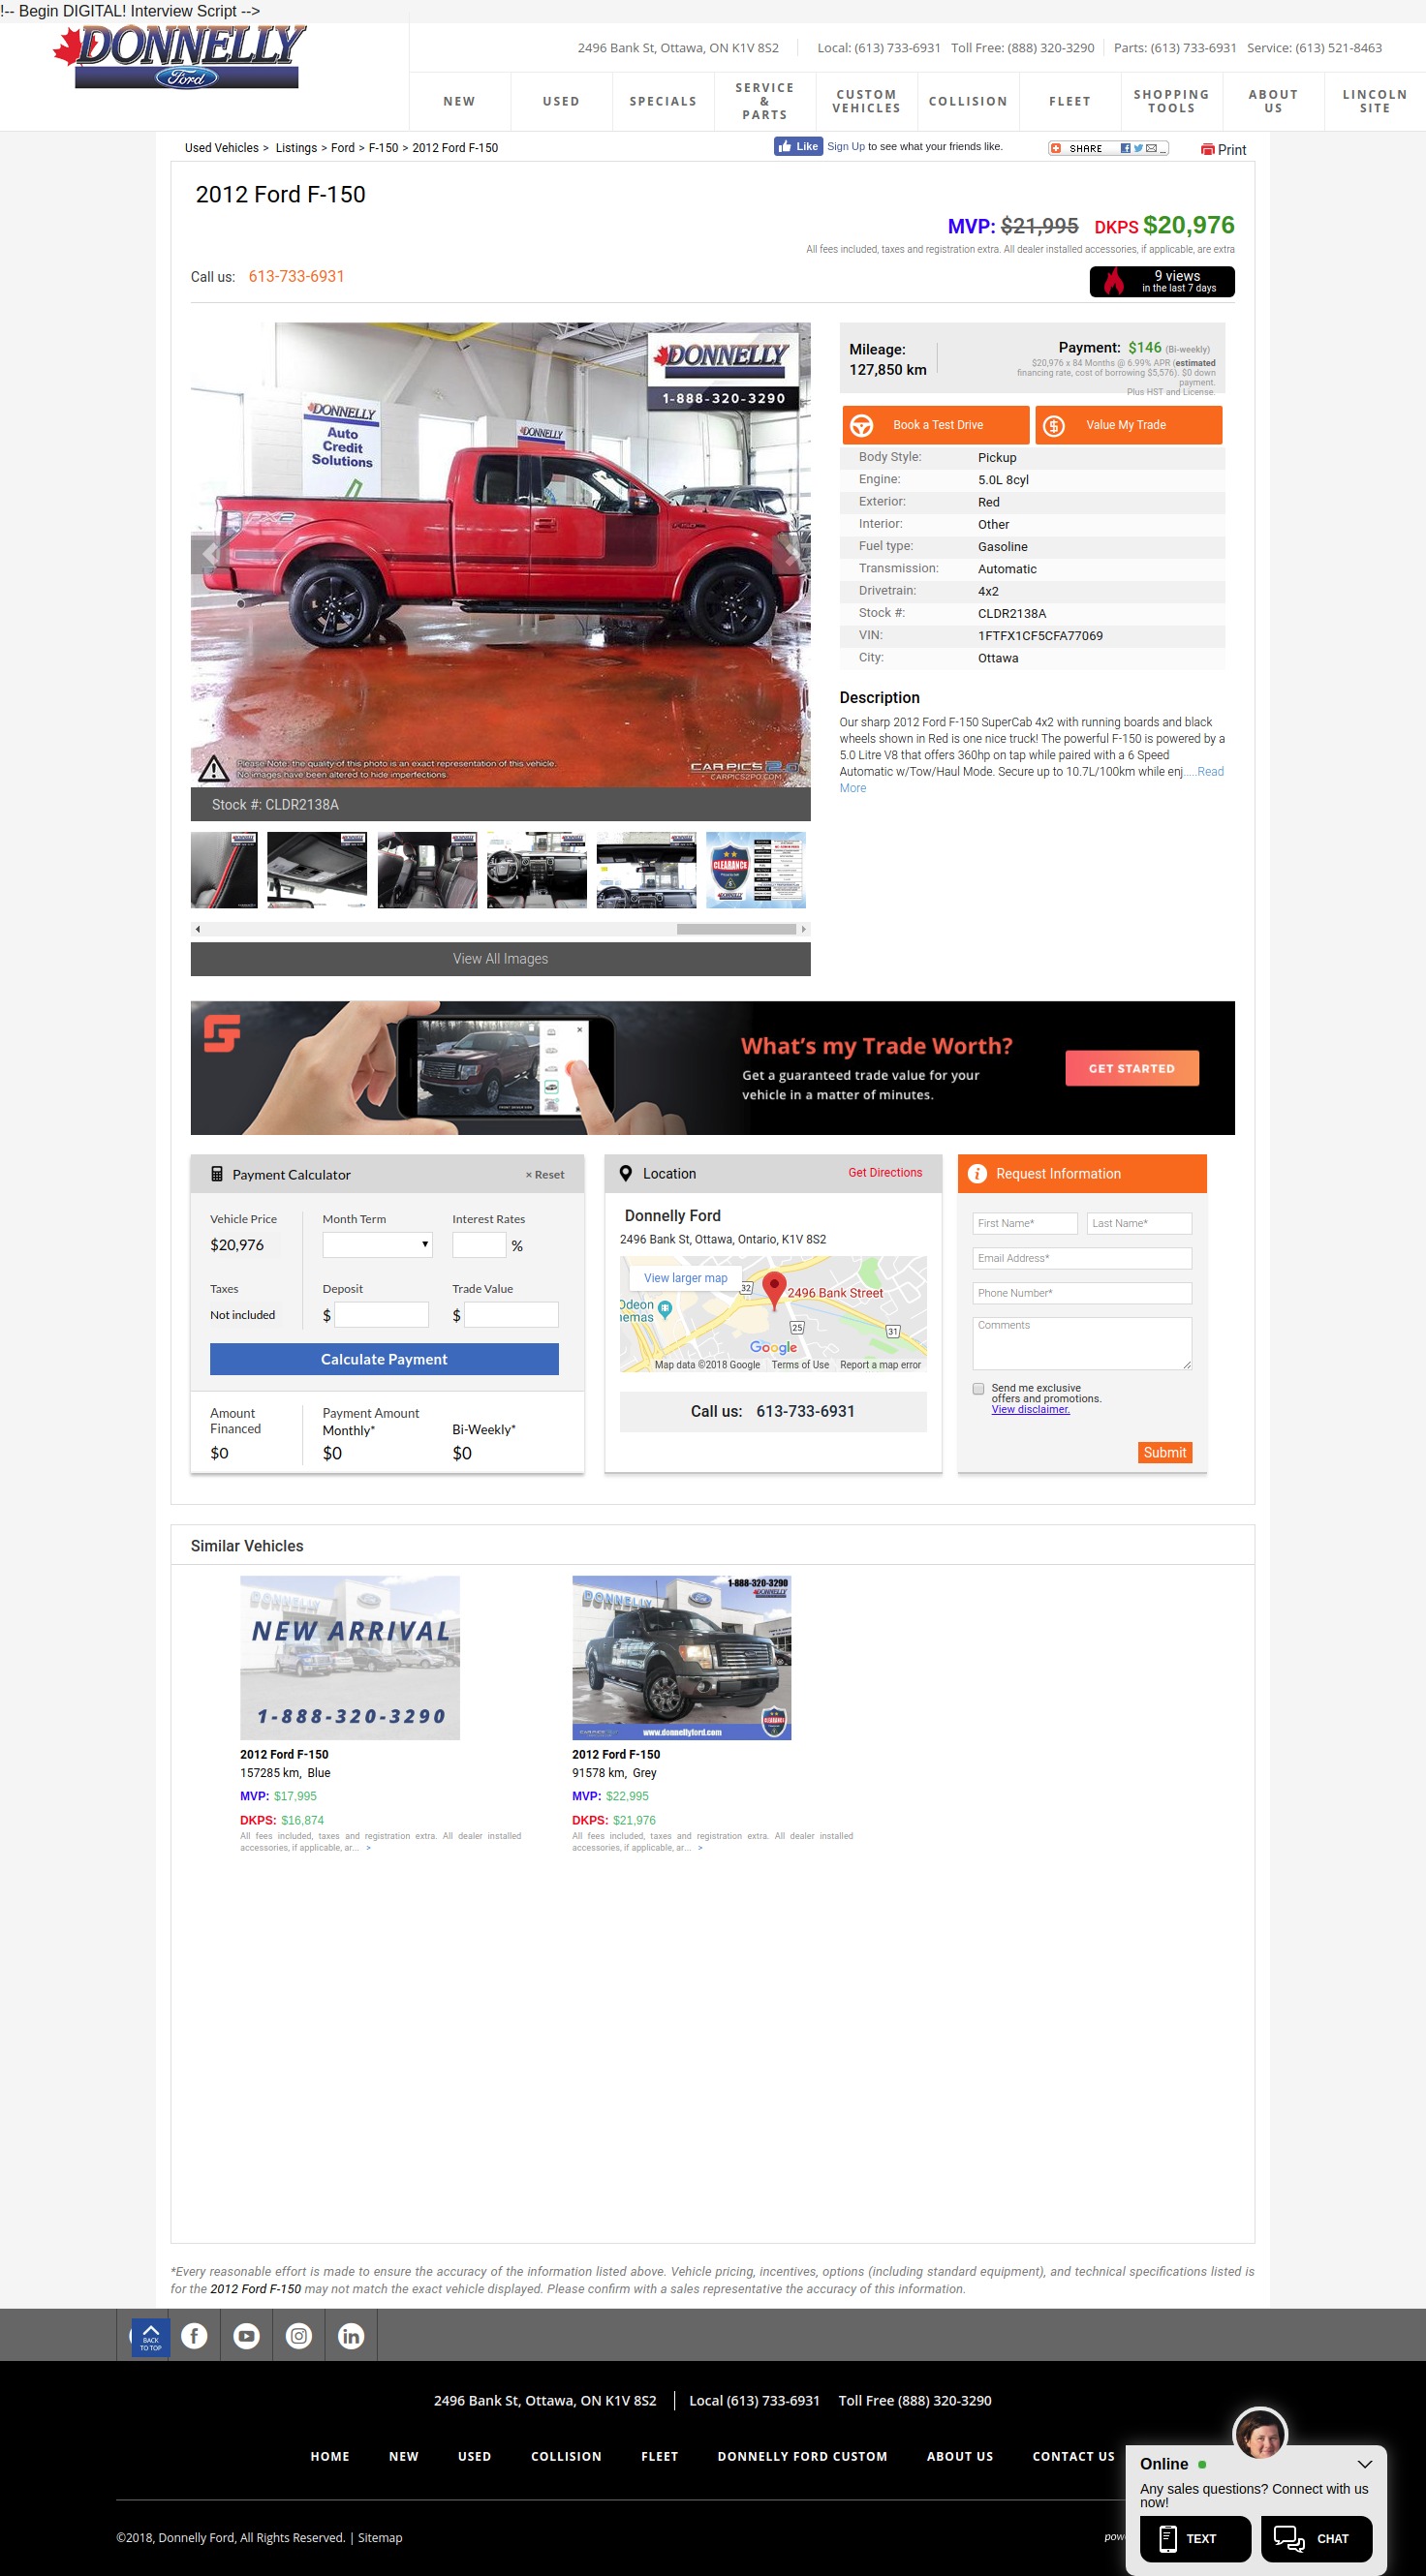 !-- Begin DIGITAL! Interview Script -->
DONNELLY
Ford
2496 Bank St, Ottawa, ON K1V 8S2
Local: (613) 733-6931 Toll Free: (888) 320-3290
Parts: (613) 733-6931 Service: (613) 521-8463
NEW
USED
SPECIALS
SERVICE
&
PARTS
CUSTOM
VEHICLES
COLLISION
FLEET
SHOPPING
TOOLS
ABOUT
US
LINCOLN
SITE
Used Vehicles > Listings > Ford > F-150 > 2012 Ford F-150
Like Sign Up to see what your friends like.
SHARE
Print
2012 Ford F-150
MVP: $21,995 DKPS $20,976
All fees included, taxes and registration extra. All dealer installed accessories, if applicable, are extra
Call us: 613-733-6931
9 views
in the last 7 days
DONNELLY
1-888-320-3290
DONNELLY
Auto
Credit
Solutions
DONNELLY
FX2
Please Note, the quality of this photo is an exact representation of this vehicle.
No images have been altered to hide imperfections.
CARPICS2.0
CARPICS2PO.COM
Stock #: CLDR2138A
CLEARANCE
View All Images
Mileage:
127,850 km
Payment: $146 (Bi-weekly)
$20,976 x 84 Months @ 6.99% APR (estimated
financing rate, cost of borrowing $5,576). $0 down
payment.
Plus HST and License.
Book a Test Drive
Value My Trade
Body Style: Pickup
Engine: 5.0L 8cyl
Exterior: Red
Interior: Other
Fuel type: Gasoline
Transmission: Automatic
Drivetrain: 4x2
Stock #: CLDR2138A
VIN: 1FTFX1CF5CFA77069
City: Ottawa
Description
Our sharp 2012 Ford F-150 SuperCab 4x2 with running boards and black
wheels shown in Red is one nice truck! The powerful F-150 is powered by a
5.0 Litre V8 that offers 360hp on tap while paired with a 6 Speed
Automatic w/Tow/Haul Mode. Secure up to 10.7L/100km while enj.....Read
More
What's my Trade Worth?
Get a guaranteed trade value for your
vehicle in a matter of minutes.
GET STARTED
Payment Calculator
× Reset
Vehicle Price
$20,976
Month Term
Interest Rates
%
Taxes
Not included
Deposit
$
Trade Value
$
Calculate Payment
Amount
Financed
$0
Payment Amount
Monthly*
$0
Bi-Weekly*
$0
Location
Get Directions
Donnelly Ford
2496 Bank St, Ottawa, Ontario, K1V 8S2
View larger map
32
2496 Bank Street
Odeon
nemas
25
31
Google
Map data ©2018 Google Terms of Use Report a map error
Call us: 613-733-6931
Request Information
First Name*
Last Name*
Email Address*
Phone Number*
Comments
Send me exclusive
offers and promotions.
View disclaimer.
Submit
Similar Vehicles
DONNELLY
NEW ARRIVAL
1-888-320-3290
2012 Ford F-150
157285 km, Blue
MVP: $17,995
DKPS: $16,874
All fees included, taxes and registration extra. All dealer installed
accessories, if applicable, ar... >
1-888-320-3290
DONNELLY
DONNELLY
www.donnellyford.com
CLEARANCE
2012 Ford F-150
91578 km, Grey
MVP: $22,995
DKPS: $21,976
All fees included, taxes and registration extra. All dealer installed
accessories, if applicable, ar... >
*Every reasonable effort is made to ensure the accuracy of the information listed above. Vehicle pricing, incentives, options (including standard equipment), and technical specifications listed is
for the 2012 Ford F-150 may not match the exact vehicle displayed. Please confirm with a sales representative the accuracy of this information.
BACK
TO TOP
2496 Bank St, Ottawa, ON K1V 8S2
Local (613) 733-6931 Toll Free (888) 320-3290
HOME
NEW
USED
COLLISION
FLEET
DONNELLY FORD CUSTOM
ABOUT US
CONTACT US
©2018, Donnelly Ford, All Rights Reserved. | Sitemap
pow
Online
Any sales questions? Connect with us
now!
TEXT
CHAT